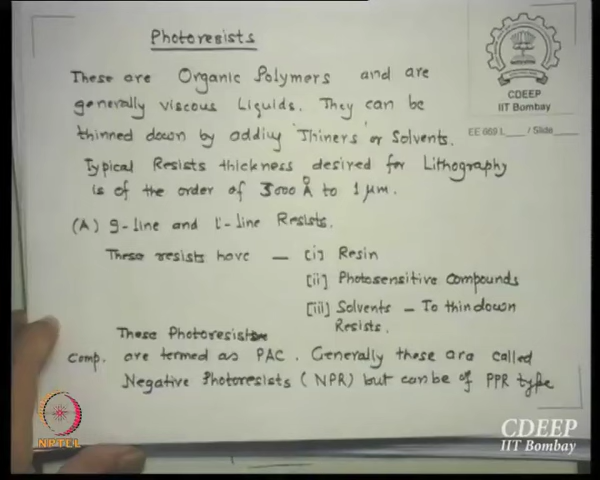 Photoresists
CDEEP
IIT Bombay
EE 669 L___ / Slide___
These are Organic Polymers and are
generally viscous Liquids. They can be
thinned down by adding 'Thiners' or Solvents.
Typical Resists thickness desired for Lithography
is of the order of 3000 Å to 1 μm.
(A) g-line and i-line Resists.
These resists have — (i) Resin
[ii] Photosensitive Compounds
[iii] Solvents — To thindown
Resists.
These Photoresists
Comp. are termed as PAC. Generally these are called
Negative Photoresists (NPR) but can be of PPR type
NPTEL
CDEEP
IIT Bombay